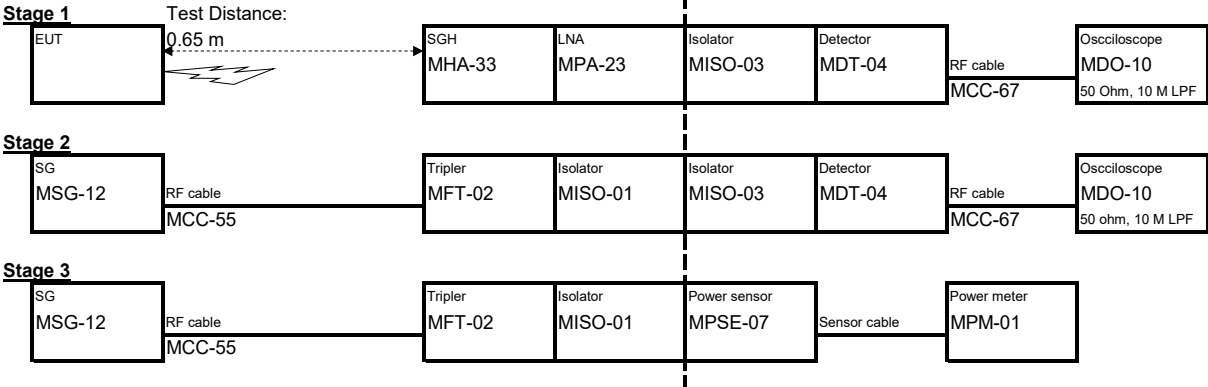 Stage 1
Test Distance:
0.65 m
EUT
SGH
MHA-33
LNA
MPA-23
Isolator
MISO-03
Detector
MDT-04
RF cable
MCC-67
Oscciloscope
MDO-10
50 Ohm, 10 M LPF
Stage 2
SG
MSG-12
RF cable
MCC-55
Tripler
MFT-02
Isolator
MISO-01
Isolator
MISO-03
Detector
MDT-04
RF cable
MCC-67
Oscciloscope
MDO-10
50 ohm, 10 M LPF
Stage 3
SG
MSG-12
RF cable
MCC-55
Tripler
MFT-02
Isolator
MISO-01
Power sensor
MPSE-07
Sensor cable
Power meter
MPM-01